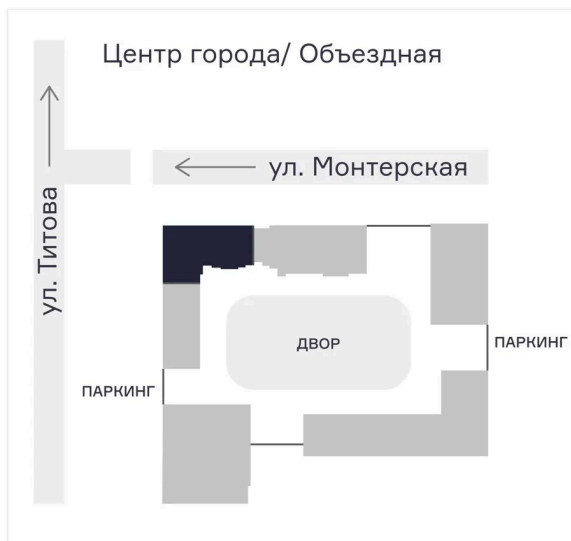 Центр города/ Объездная
ул. Монтерская
ул. Титова
ДВОР
ПАРКИНГ
ПАРКИНГ